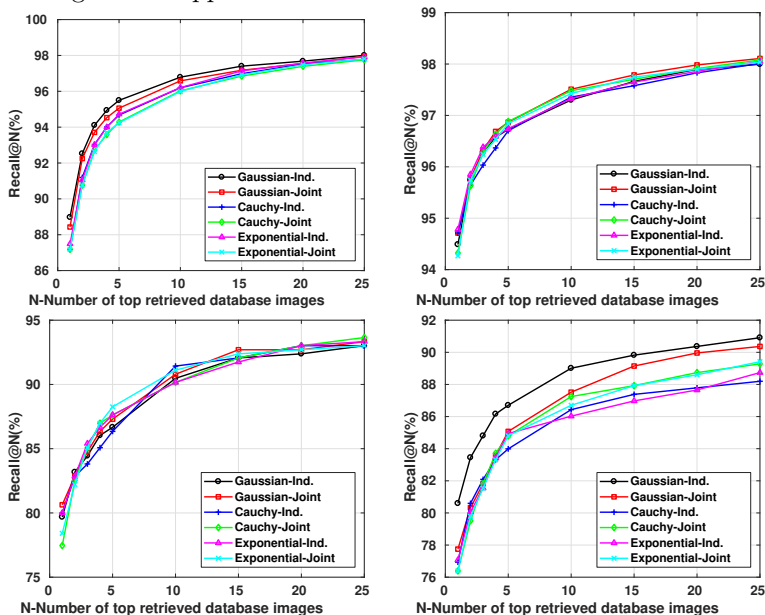 Recall@N(%)
100
98
96
94
92
90
88
86
0
5
10
15
20
25
N-Number of top retrieved database images
Gaussian-Ind.
Gaussian-Joint
Cauchy-Ind.
Cauchy-Joint
Exponential-Ind.
Exponential-Joint
Recall@N(%)
98
97
96
95
94
0
5
10
15
20
25
N-Number of top retrieved database images
Gaussian-Ind.
Gaussian-Joint
Cauchy-Ind.
Cauchy-Joint
Exponential-Ind.
Exponential-Joint
Recall@N(%)
95
90
85
80
75
0
5
10
15
20
25
N-Number of top retrieved database images
Gaussian-Ind.
Gaussian-Joint
Cauchy-Ind.
Cauchy-Joint
Exponential-Ind.
Exponential-Joint
Recall@N(%)
92
90
88
86
84
82
80
78
76
0
5
10
15
20
25
N-Number of top retrieved database images
Gaussian-Ind.
Gaussian-Joint
Cauchy-Ind.
Cauchy-Joint
Exponential-Ind.
Exponential-Joint